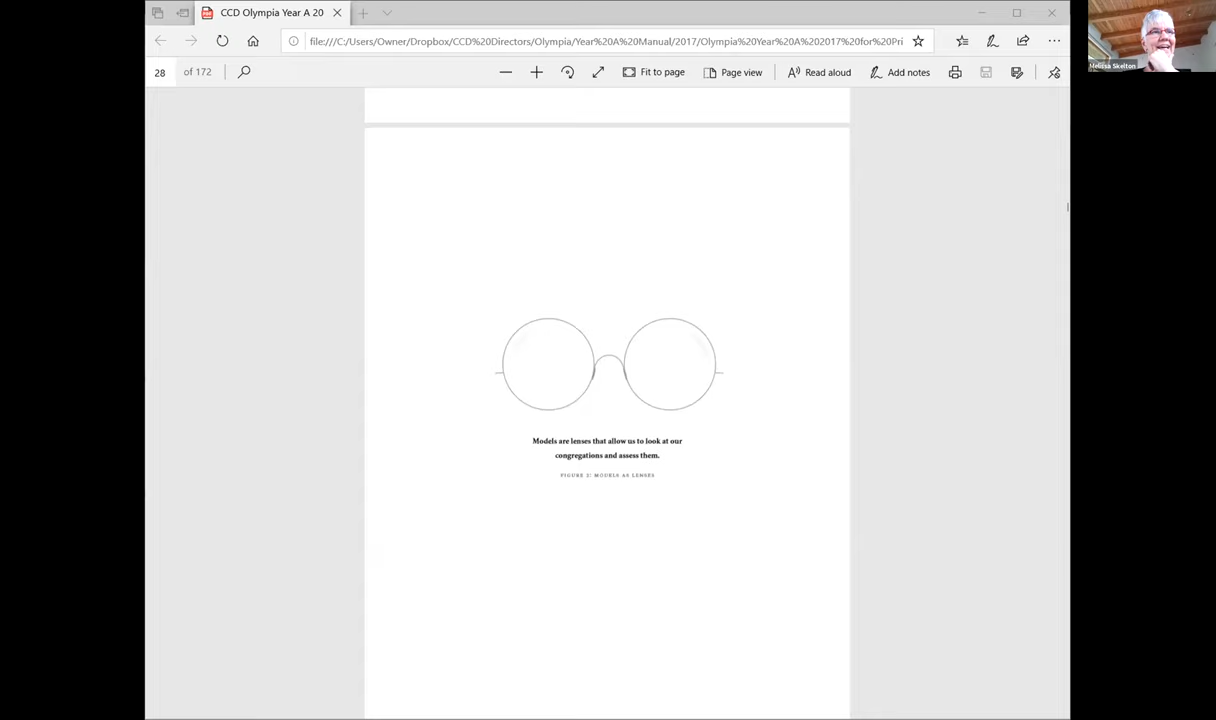 CCD Olympia Year A 20
file:///C:/Users/Owner/Dropbox/CCD%20Directors/Olympia/Year%20A%20Manual/2017/Olympia%20Year%20A%202017%20for%20Pri
28 of 172
Fit to page
Page view
Read aloud
Add notes
Melissa Skelton
Models are lenses that allow us to look at our
congregations and assess them.
FIGURE 2: MODELS AS LENSES